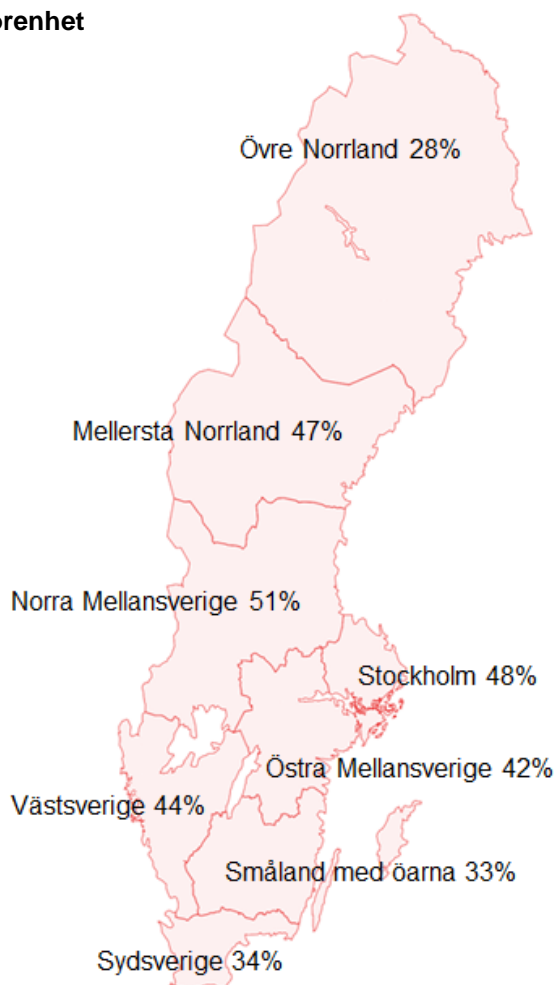 Övre Norrland 28%
Mellersta Norrland 47%
Norra Mellansverige 51%
Stockholm 48%
Östra Mellansverige 42%
Västsverige 44%
Småland med öarna 33%
Sydsverige 34%